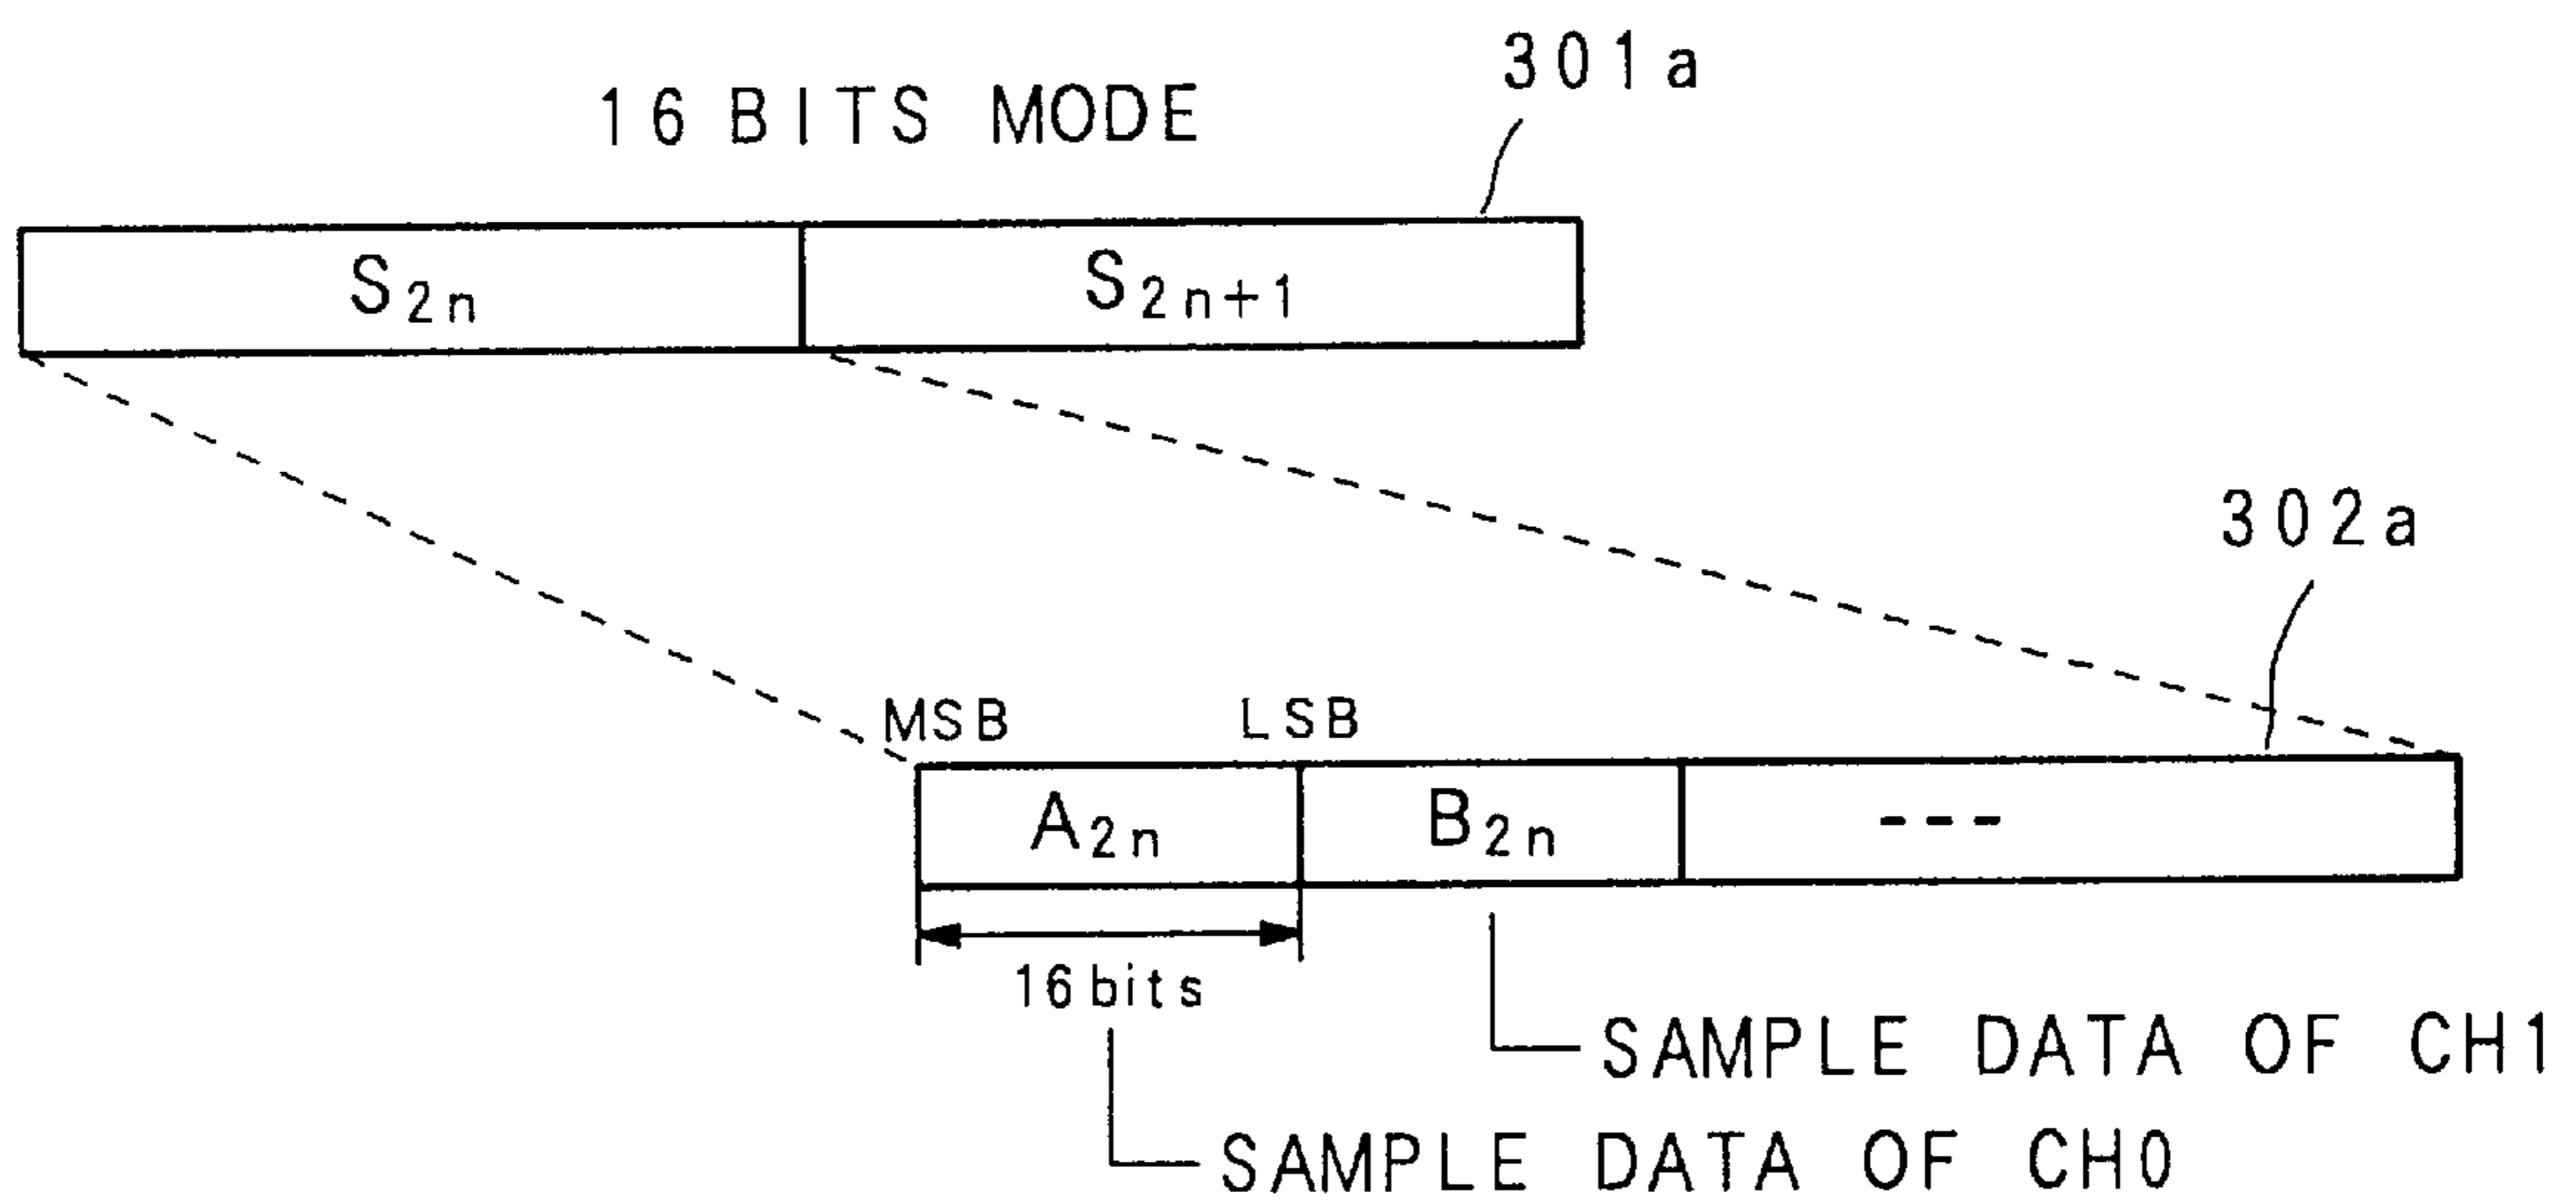 301a
16 BITS MODE
S2n S2n+1
302a
MSB LSB
A2n B2n ---
16bits
SAMPLE DATA OF CH1
SAMPLE DATA OF CH0